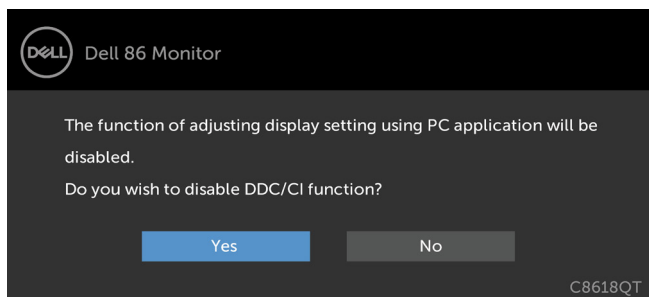 DELL
Dell 86 Monitor
The function of adjusting display setting using PC application will be
disabled.
Do you wish to disable DDC/CI function?
Yes
No
C8618QT